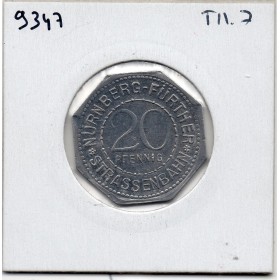 9347 T11.7
NÜRNBERG-FÜRTHER
20
PFENNIG
*STRASSENBAHN*